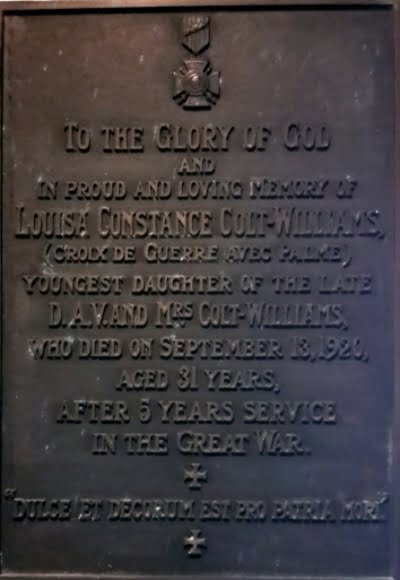 TO THE GLORY OF GOD
AND
IN PROUD AND LOVING MEMORY OF
LOUISA CONSTANCE COLT-WILLIAMS,
(CROIX DE GUERRE AVEC PALME)
YOUNGEST DAUGHTER OF THE LATE
D.A.V. AND MRS COLT-WILLIAMS,
WHO DIED ON SEPTEMBER 13, 1920,
AGED 31 YEARS,
AFTER 5 YEARS SERVICE
IN THE GREAT WAR.
"DULCE ET DECORUM EST PRO PATRIA MORI."